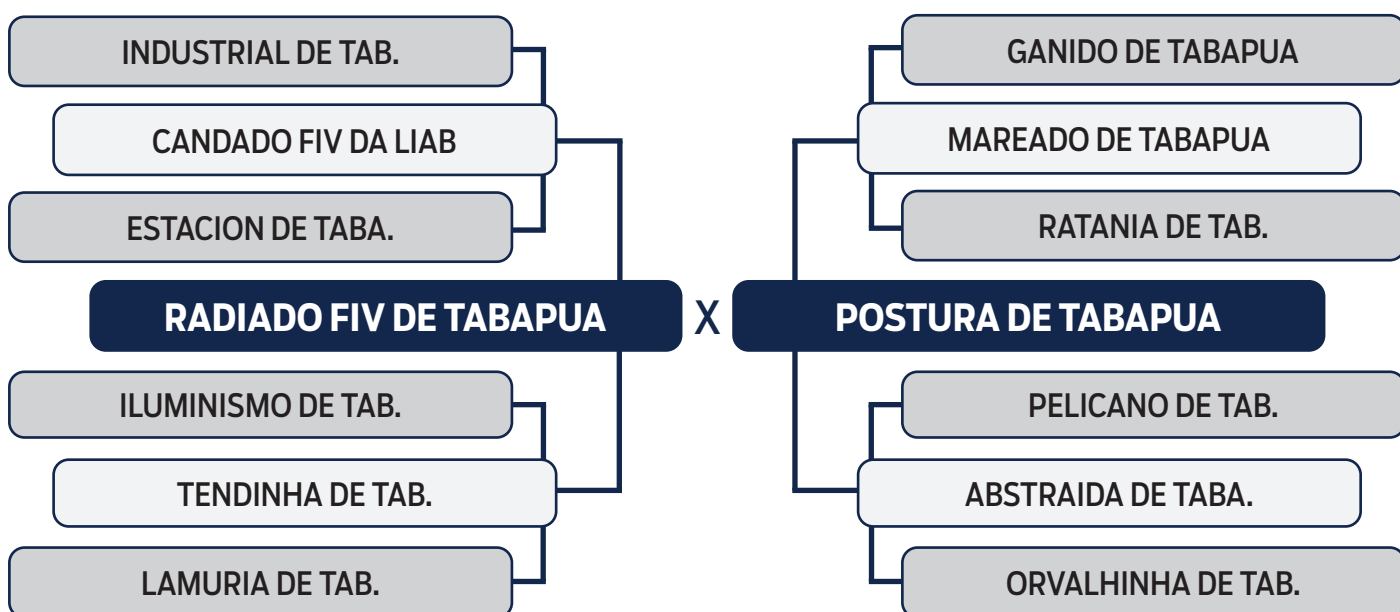 INDUSTRIAL DE TAB.
CANDADO FIV DA LIAB
ESTACION DE TABA.
RADIADO FIV DE TABAPUA
ILUMINISMO DE TAB.
TENDINHA DE TAB.
LAMURIA DE TAB.
X
GANIDO DE TABAPUA
MAREADO DE TABAPUA
RATANIA DE TAB.
POSTURA DE TABAPUA
PELICANO DE TAB.
ABSTRAIDA DE TABA.
ORVALHINHA DE TAB.